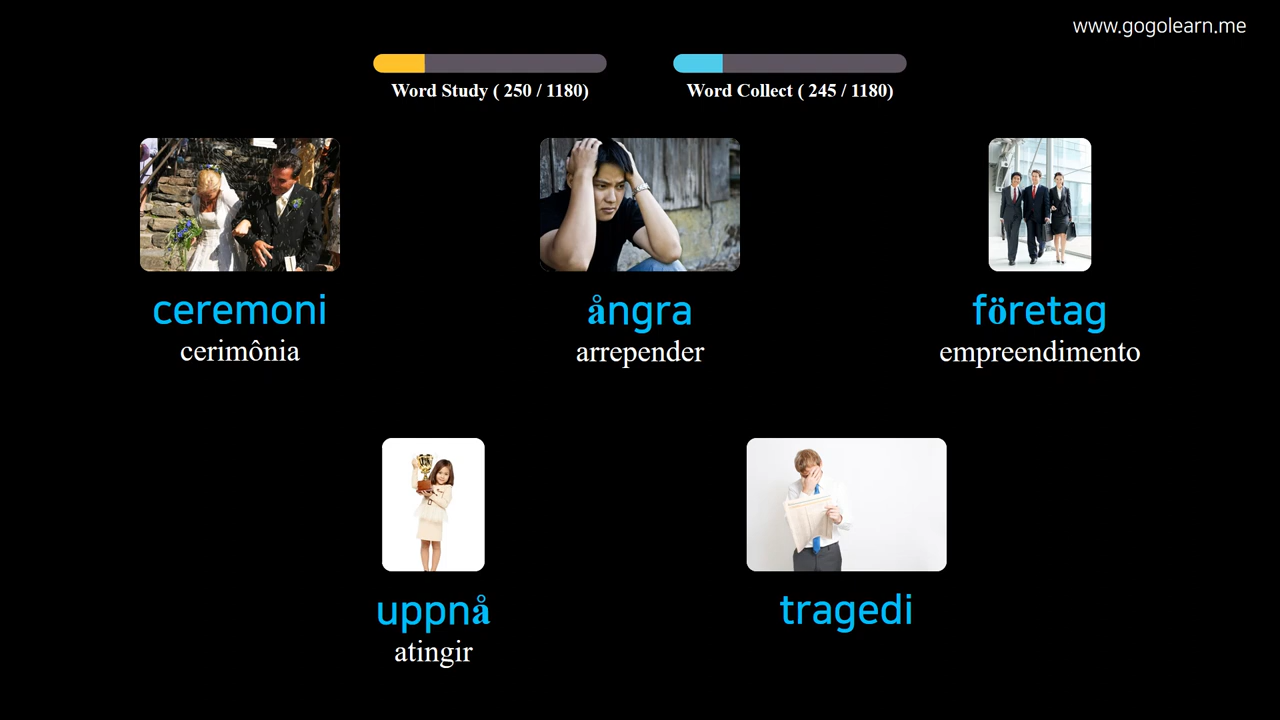 www.gogolearn.me
Word Study ( 250 / 1180)
Word Collect ( 245 / 1180)
ceremoni
cerimônia
ångra
arrepender
företag
empreendimento
uppnå
atingir
tragedi